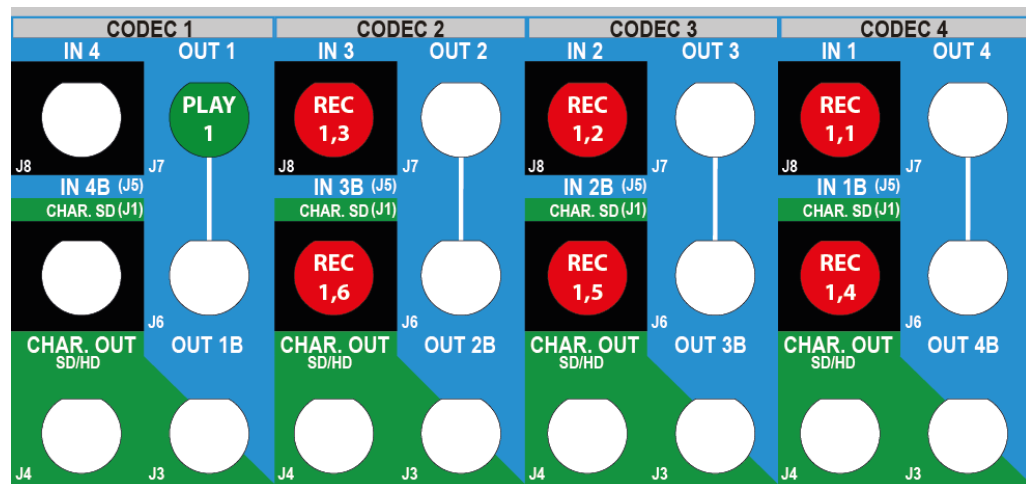 CODEC 1 CODEC 2 CODEC 3 CODEC 4
IN 4 OUT 1 IN 3 OUT 2 IN 2 OUT 3 IN 1 OUT 4
PLAY REC REC REC
1 1,3 1,2 1,1
J8 J7 J8 J7 J8 J7 J8 J7
IN 4B (J5) IN 3B (J5) IN 2B (J5) IN 1B (J5)
CHAR. SD (J1) CHAR. SD (J1) CHAR. SD (J1) CHAR. SD (J1)
REC REC REC
1,6 1,5 1,4
J6 J6 J6 J6
CHAR. OUT OUT 1B CHAR. OUT OUT 2B CHAR. OUT OUT 3B CHAR. OUT OUT 4B
SD/HD SD/HD SD/HD SD/HD
J4 J3 J4 J3 J4 J3 J4 J3